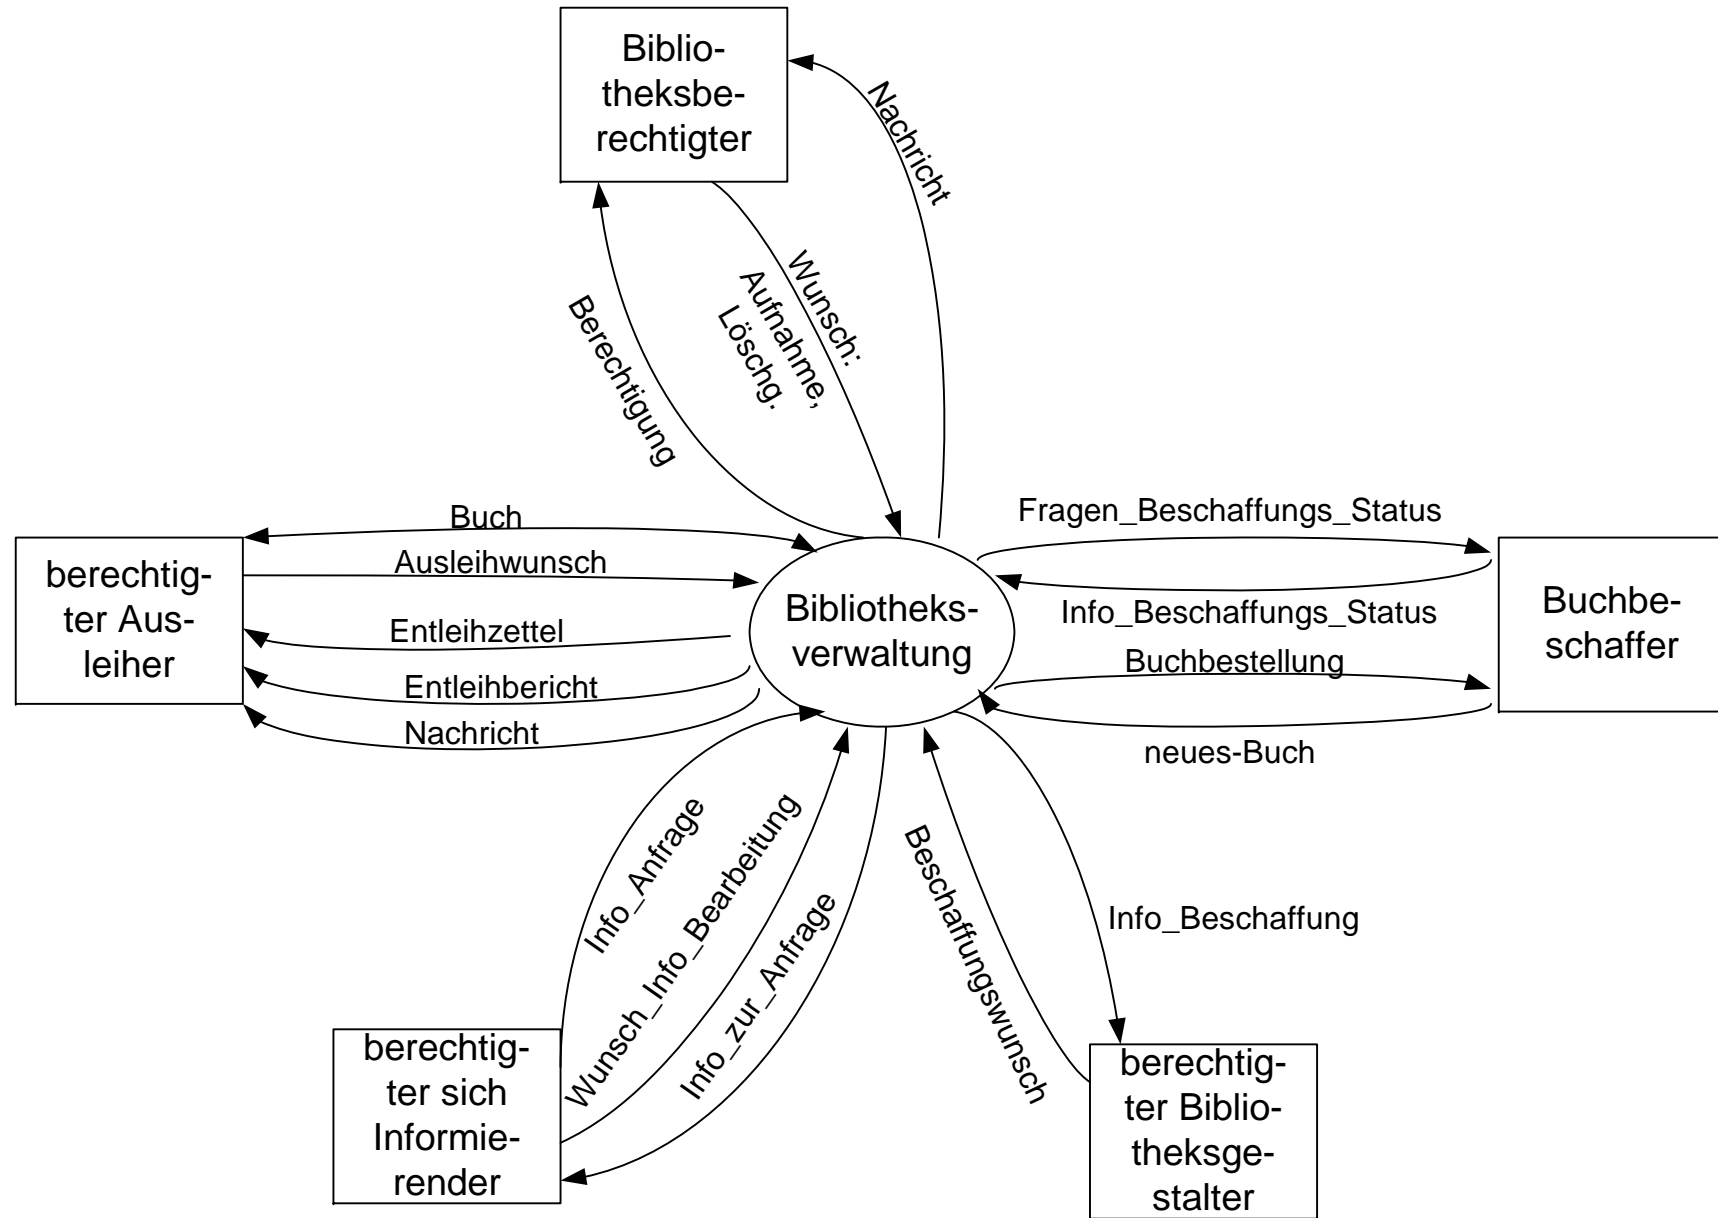 Biblio-
theksbe-
rechtigter
Nachricht
Wunsch:
Aufnahme,
Löschg.
Berechtigung
Buch
Ausleihwunsch
Entleihzettel
Entleihbericht
Nachricht
berechtig-
ter Aus-
leiher
Bibliotheks-
verwaltung
Fragen_Beschaffungs_Status
Info_Beschaffungs_Status
Buchbestellung
neues-Buch
Buchbe-
schaffer
Info_Anfrage
Wunsch_Info_Bearbeitung
Info_zur_Anfrage
Beschaffungswunsch
Info_Beschaffung
berechtig-
ter sich
Informie-
render
berechtig-
ter Biblio-
theksge-
stalter